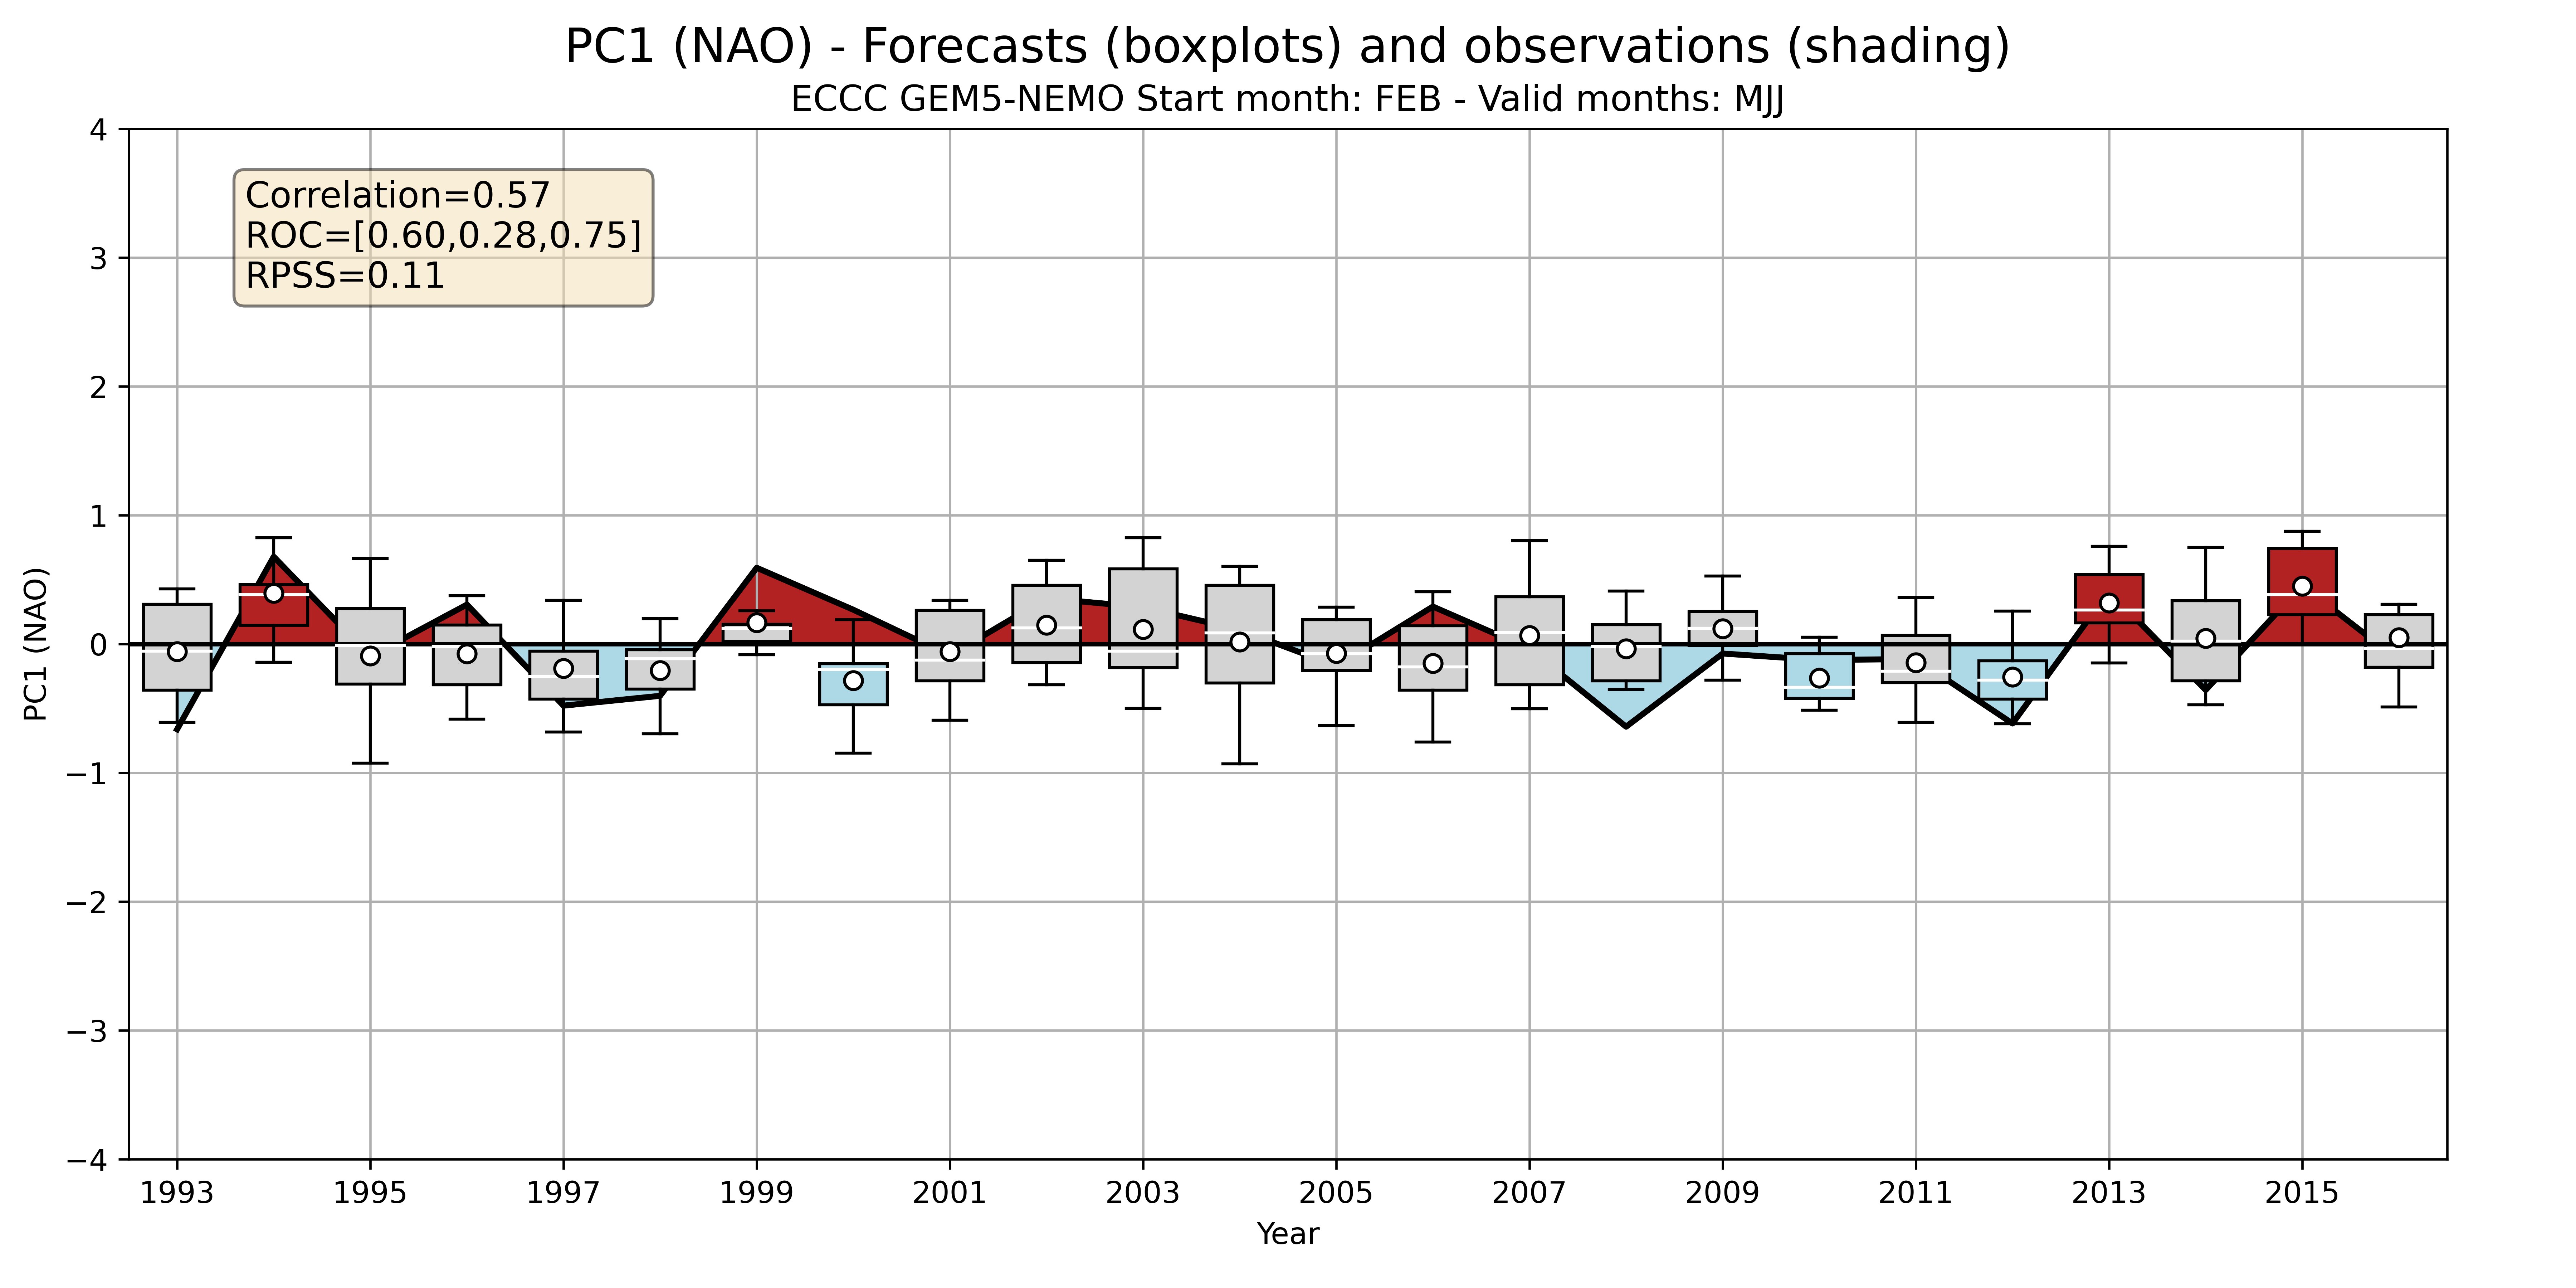 PC1 (NAO) - Forecasts (boxplots) and observations (shading)
ECCC GEM5-NEMO Start month: FEB - Valid months: MJJ
Correlation=0.57
ROC=[0.60,0.28,0.75]
RPSS=0.11
PC1 (NAO)
4
3
2
1
0
−1
−2
−3
−4
1993 1995 1997 1999 2001 2003 2005 2007 2009 2011 2013 2015
Year